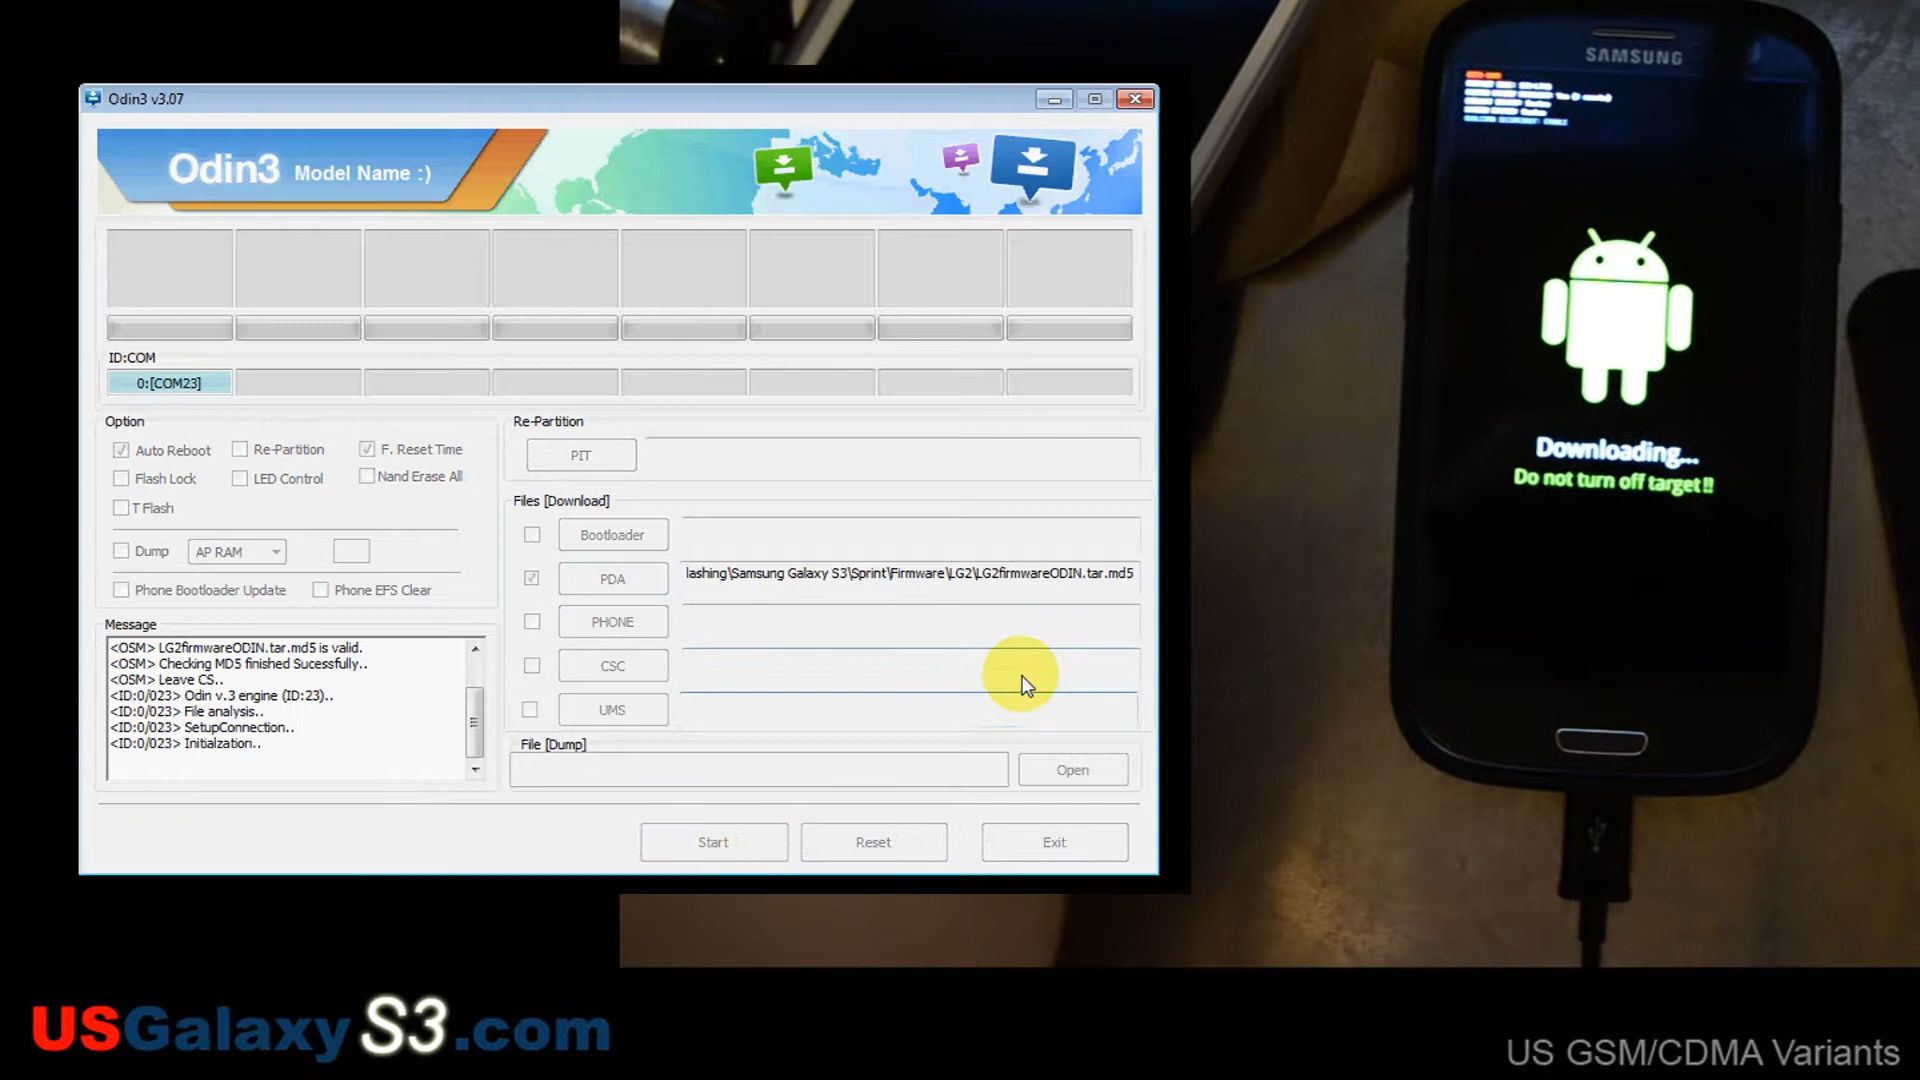 Odin3 v3.07
Odin3 Model Name :)
ID:COM
0:[COM23]
Option
Auto Reboot
Re-Partition
F. Reset Time
Flash Lock
LED Control
Nand Erase All
T Flash
Dump
AP RAM
Phone Bootloader Update
Phone EFS Clear
Message
<OSM> LG2firmwareODIN.tar.md5 is valid.
<OSM> Checking MD5 finished Sucessfully..
<OSM> Leave CS..
<ID:0/023> Odin v.3 engine (ID:23)..
<ID:0/023> File analysis..
<ID:0/023> SetupConnection..
<ID:0/023> Initialzation..
Re-Partition
PIT
Files [Download]
Bootloader
PDA
lashing\Samsung Galaxy S3\Sprint\Firmware\LG2\LG2firmwareODIN.tar.md5
PHONE
CSC
UMS
File [Dump]
Open
Start
Reset
Exit
SAMSUNG
Downloading...
Do not turn off target!!
USGalaxyS3.com
US GSM/CDMA Variants